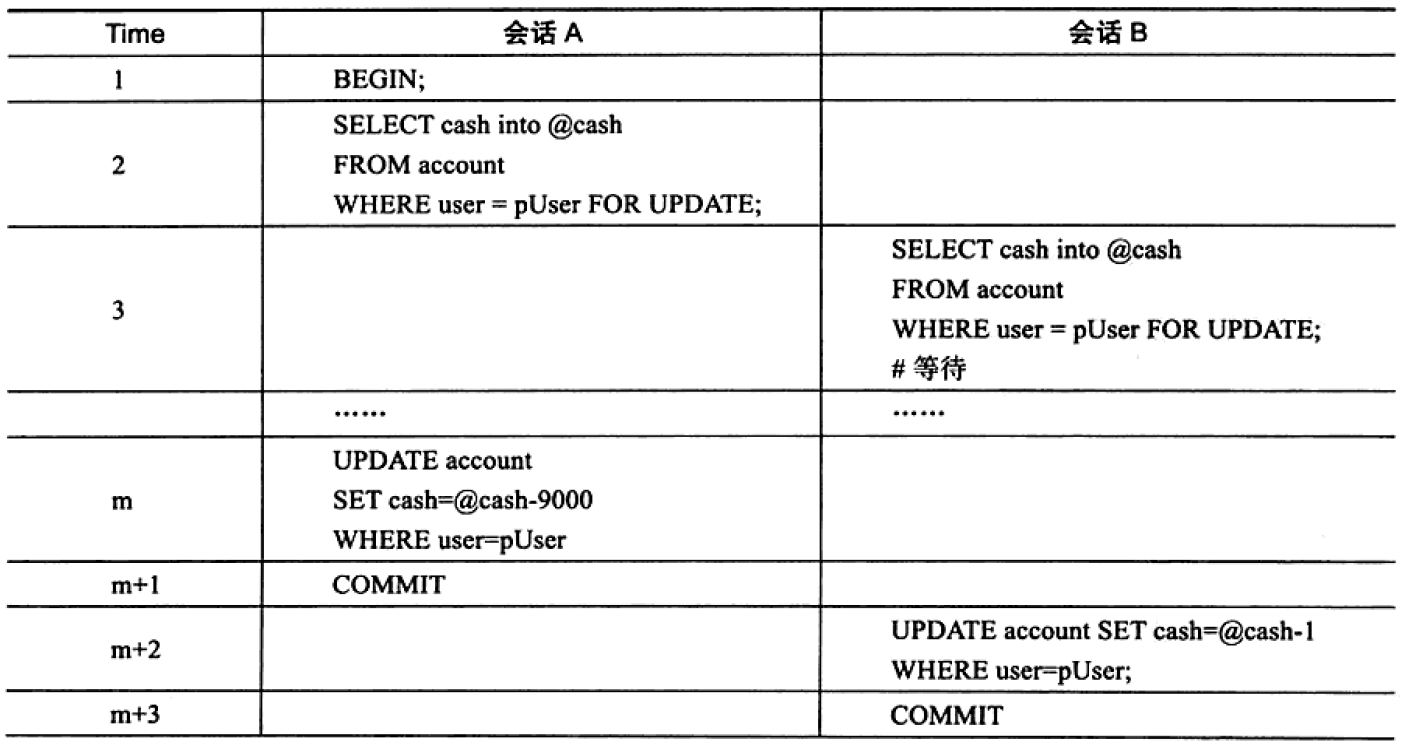 Time 会话 A 会话 B
1 BEGIN;
SELECT cash into @cash
2 FROM account
WHERE user = pUser FOR UPDATE;
SELECT cash into @cash
FROM account
3
WHERE user = pUser FOR UPDATE;
# 等待
…… ……
UPDATE account
m SET cash=@cash-9000
WHERE user=pUser
m+1 COMMIT
UPDATE account SET cash=@cash-1
m+2
WHERE user=pUser;
m+3 COMMIT